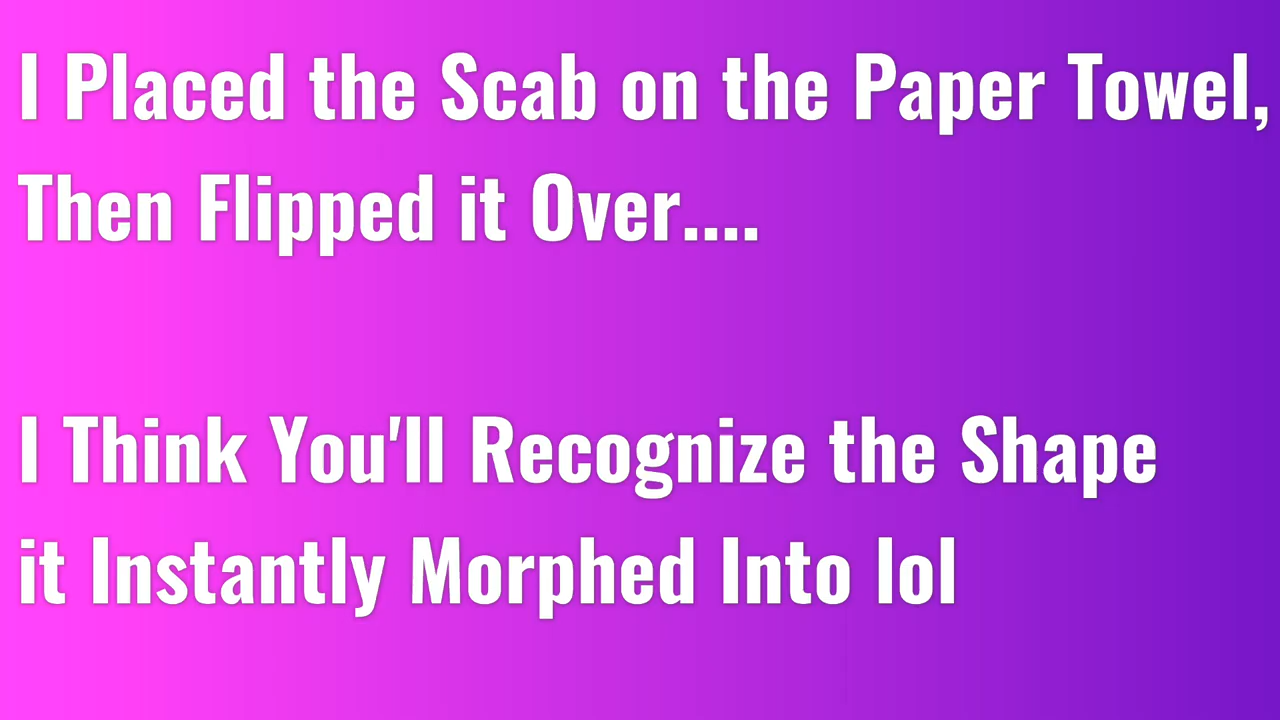 I Placed the Scab on the Paper Towel,
Then Flipped it Over....
I Think You'll Recognize the Shape
it Instantly Morphed Into lol